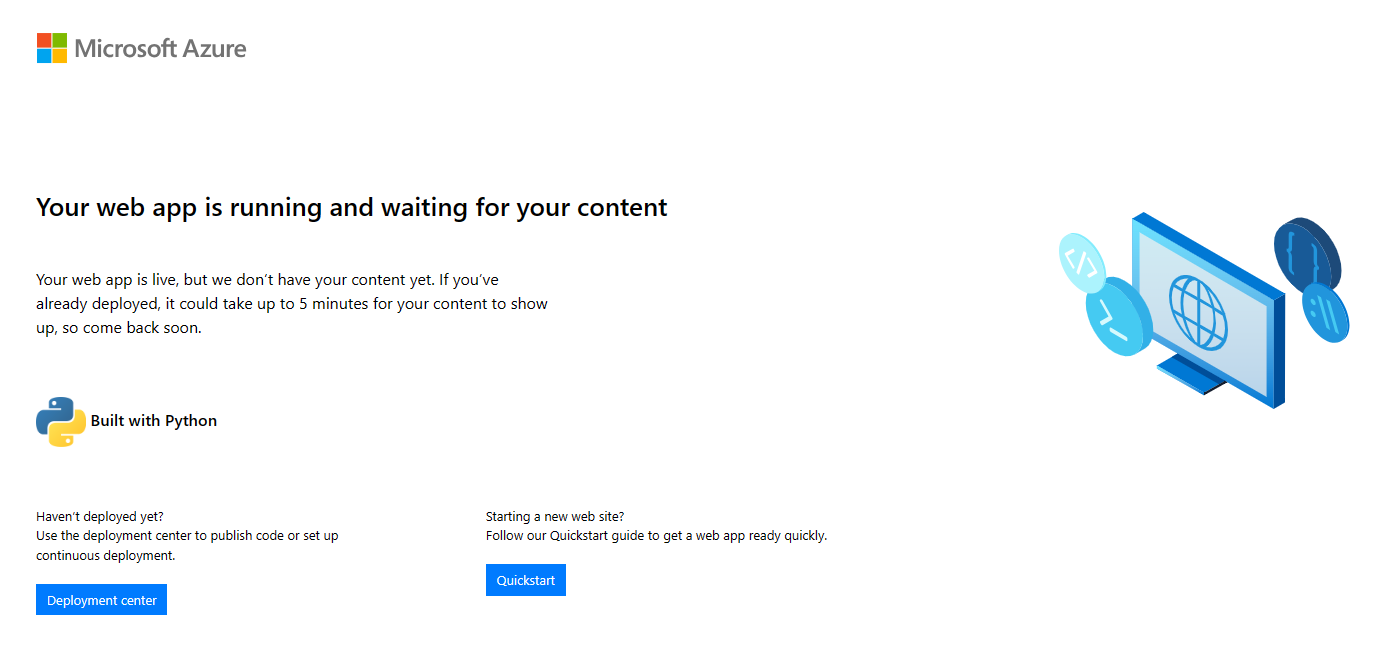 Microsoft Azure
Your web app is running and waiting for your content
Your web app is live, but we don’t have your content yet. If you’ve
already deployed, it could take up to 5 minutes for your content to show
up, so come back soon.
Built with Python
Haven’t deployed yet?
Use the deployment center to publish code or set up
continuous deployment.
Deployment center
Starting a new web site?
Follow our Quickstart guide to get a web app ready quickly.
Quickstart